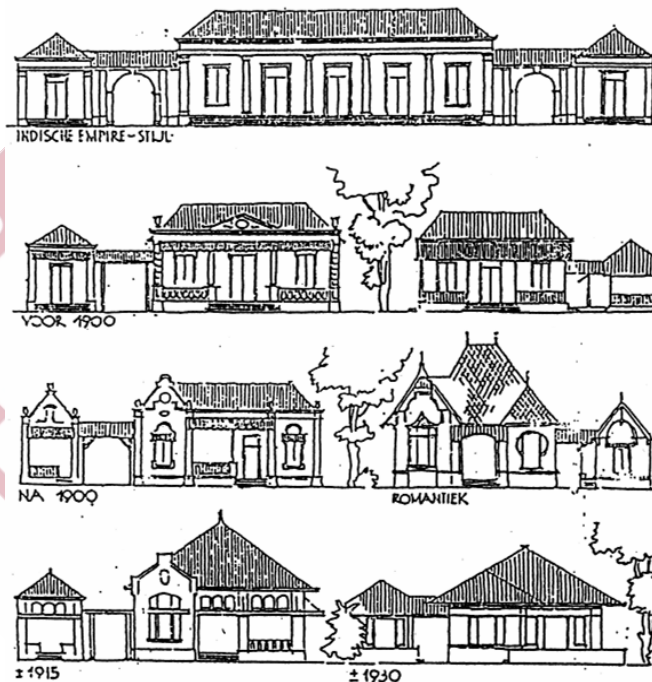 INDISCHE EMPIRE-STIJL.
VOOR 1900
NA 1900
ROMANTIEK
± 1915
± 1930